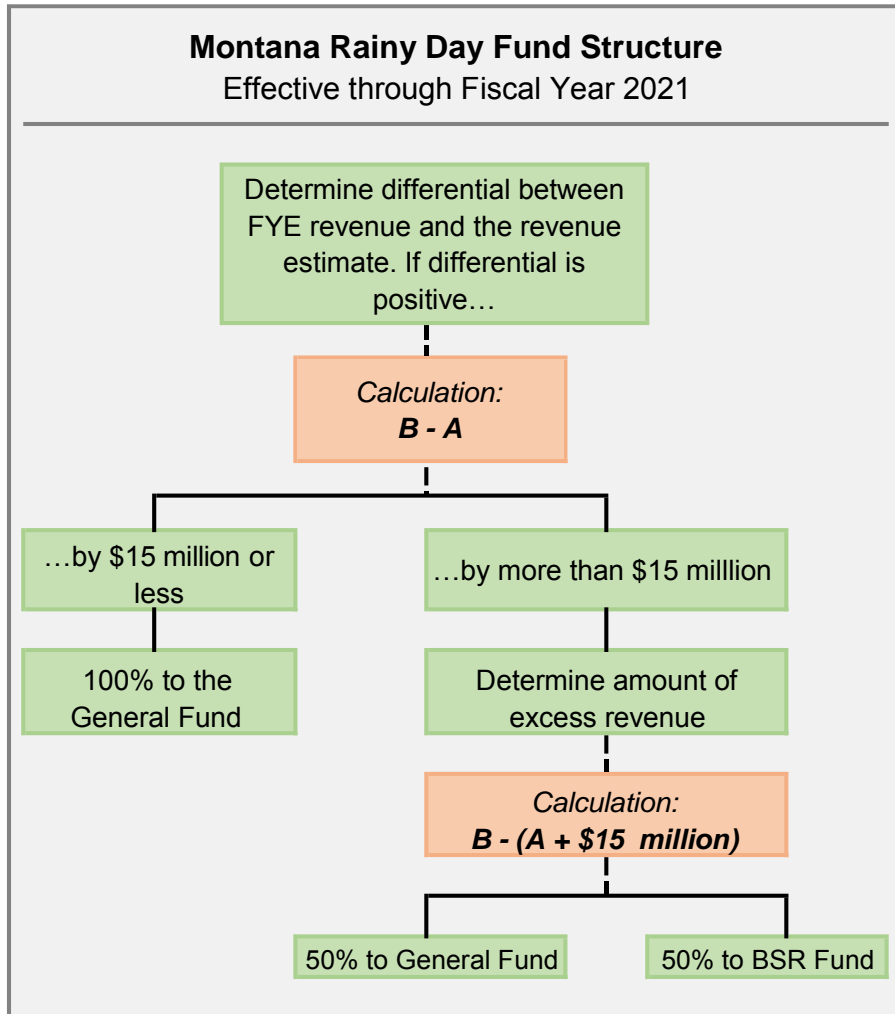 Montana Rainy Day Fund Structure
Effective through Fiscal Year 2021
Determine differential between
FYE revenue and the revenue
estimate. If differential is
positive…
Calculation:
B - A
…by $15 million or
less
…by more than $15 milllion
100% to the
General Fund
Determine amount of
excess revenue
Calculation:
B - (A + $15  million)
50% to General Fund
50% to BSR Fund